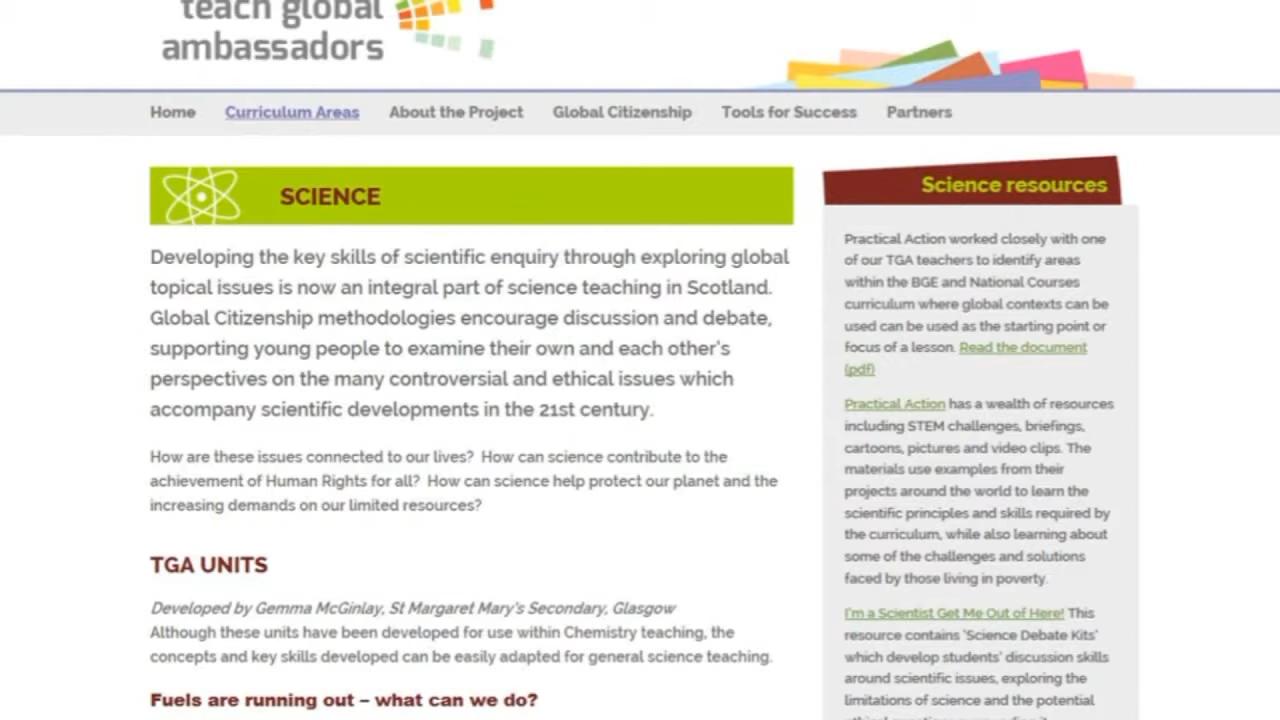 teach global
ambassadors
Home Curriculum Areas About the Project Global Citizenship Tools for Success Partners
SCIENCE
Developing the key skills of scientific enquiry through exploring global
topical issues is now an integral part of science teaching in Scotland.
Global Citizenship methodologies encourage discussion and debate,
supporting young people to examine their own and each other's
perspectives on the many controversial and ethical issues which
accompany scientific developments in the 21st century.
How are these issues connected to our lives? How can science contribute to the
achievement of Human Rights for all? How can science help protect our planet and the
increasing demands on our limited resources?
TGA UNITS
Developed by Gemma McGinlay, St Margaret Mary's Secondary, Glasgow
Although these units have been developed for use within Chemistry teaching, the
concepts and key skills developed can be easily adapted for general science teaching.
Fuels are running out – what can we do?
Science resources
Practical Action worked closely with one
of our TGA teachers to identify areas
within the BGE and National Courses
curriculum where global contexts can be
used can be used as the starting point or
focus of a lesson. Read the document
(pdf)
Practical Action has a wealth of resources
including STEM challenges, briefings,
cartoons, pictures and video clips. The
materials use examples from their
projects around the world to learn the
scientific principles and skills required by
the curriculum, while also learning about
some of the challenges and solutions
faced by those living in poverty.
I'm a Scientist Get Me Out of Here! This
resource contains 'Science Debate Kits'
which develop students' discussion skills
around scientific issues, exploring the
limitations of science and the potential